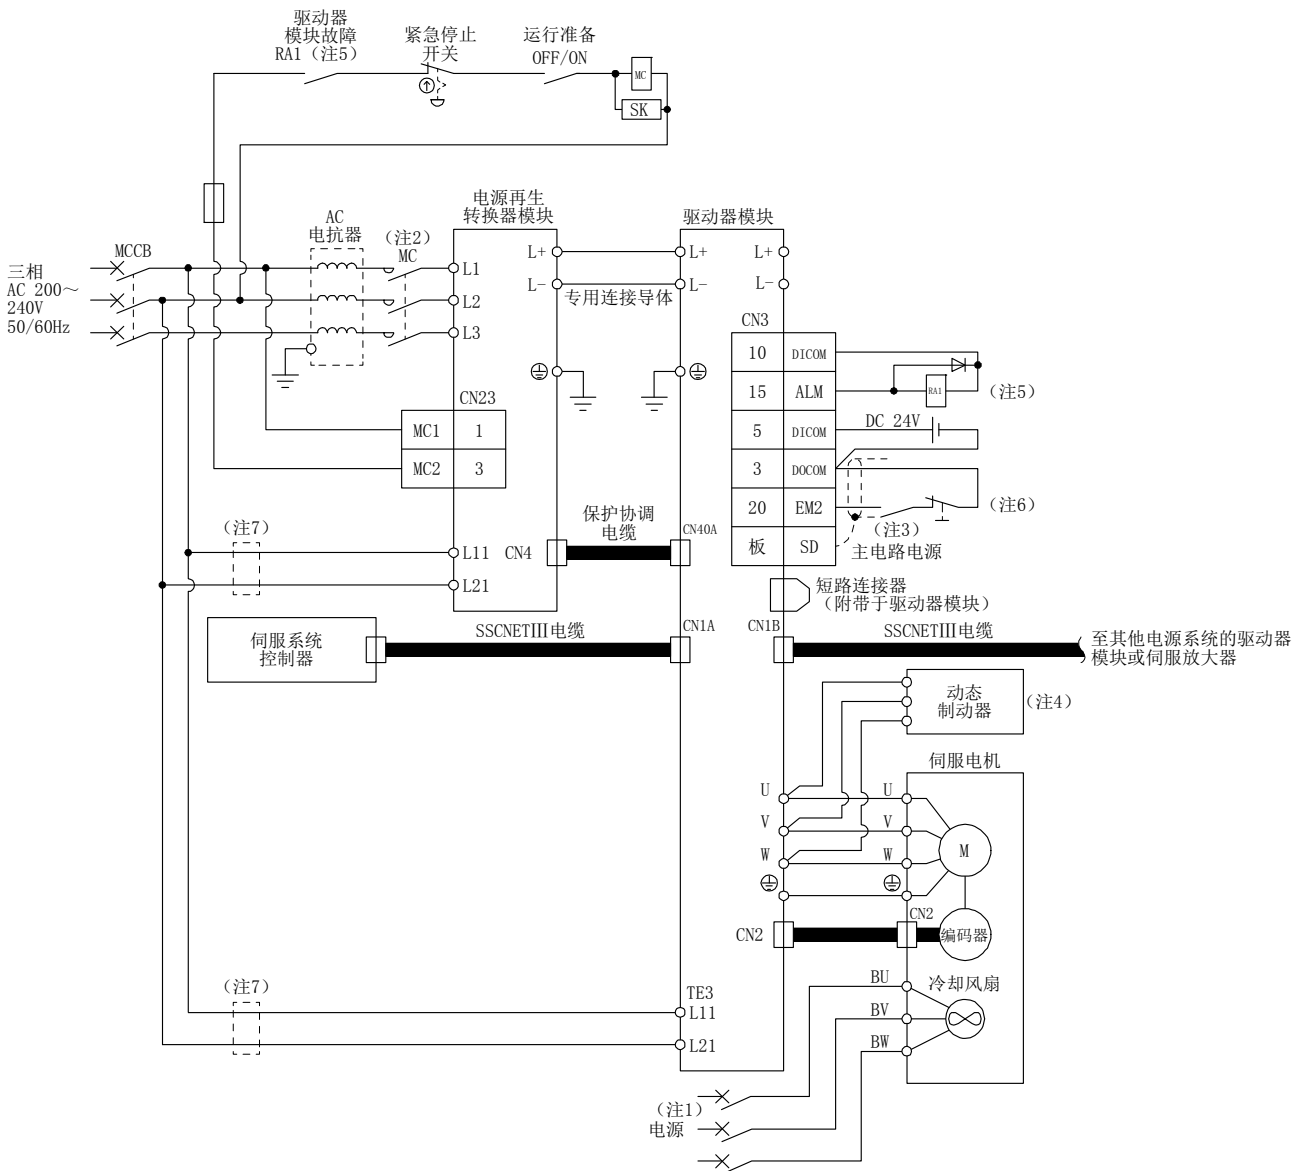 驱动器
模块故障
RA1（注5）
紧急停止
开关
运行准备
OFF/ON
MC
SK
电源再生
转换器模块
驱动器模块
AC
电抗器
（注2）
MC
MCCB
三相
AC 200～
240V
50/60Hz
L1
L2
L3
L+
L−
专用连接导体
L+
L−
L+
L−
CN3
10 DICOM
15 ALM
5 DICOM
3 DOCOM
20 EM2
板 SD
RA1
（注5）
DC 24V
（注6）
（注3）
主电路电源
CN23
MC1 1
MC2 3
（注7）
L11
L21
CN4
保护协调
电缆
CN40A
短路连接器
（附带于驱动器模块）
伺服系统
控制器
SSCNETⅢ电缆
CN1A
CN1B
SSCNETⅢ电缆
至其他电源系统的驱动器
模块或伺服放大器
动态
制动器
（注4）
伺服电机
U
V
W
U
V
W
M
CN2
CN2
编码器
冷却风扇
BU
BV
BW
（注7）
TE3
L11
L21
（注1）
电源